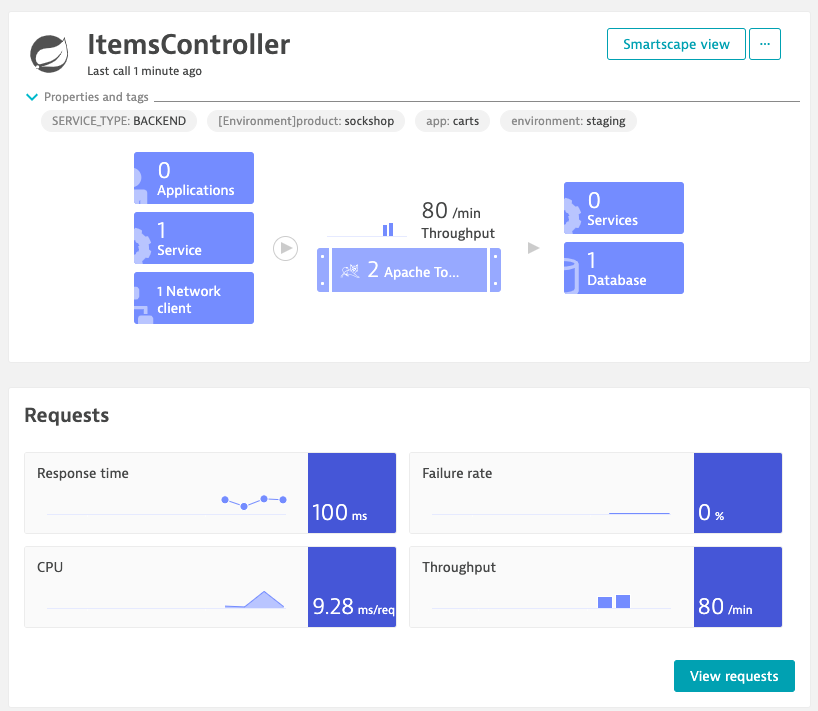 ItemsController
Last call 1 minute ago
Smartscape view
...
Properties and tags
SERVICE_TYPE: BACKEND
[Environment]product: sockshop
app: carts
environment: staging
0
Applications
1
Service
1 Network
client
80 /min
Throughput
2 Apache To...
0
Services
1
Database
Requests
Response time
100 ms
Failure rate
0 %
CPU
9.28 ms/req
Throughput
80 /min
View requests